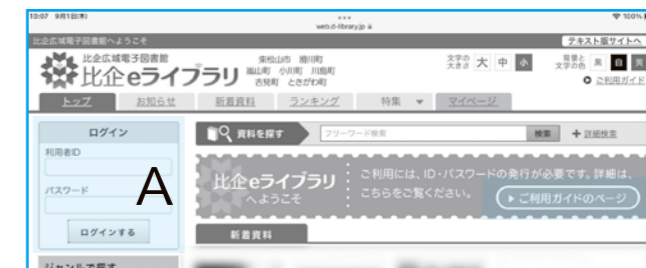 10:07 9月1日(木)
web.d-library.jp
100%
比企広域電子図書館へようこそ
テキスト版サイトへ
比企広域電子図書館
比企eライブラリ
東松山市 滑川町
嵐山町 小川町 川島町
吉見町 ときがわ町
文字の大きさ 大 中 小
背景と文字の色 黒 白 黄
ご利用ガイド
トップ お知らせ 新着資料 ランキング 特集 ▼ マイページ
ログイン
利用者ID
パスワード
ログインする
A
資料を探す フリーワード検索 検索 + 詳細検索
比企eライブラリ
へようこそ
ご利用には、ID・パスワードの発行が必要です。詳細は、
こちらをご覧ください。
ご利用ガイドのページ
新着資料
ジャンルで探す